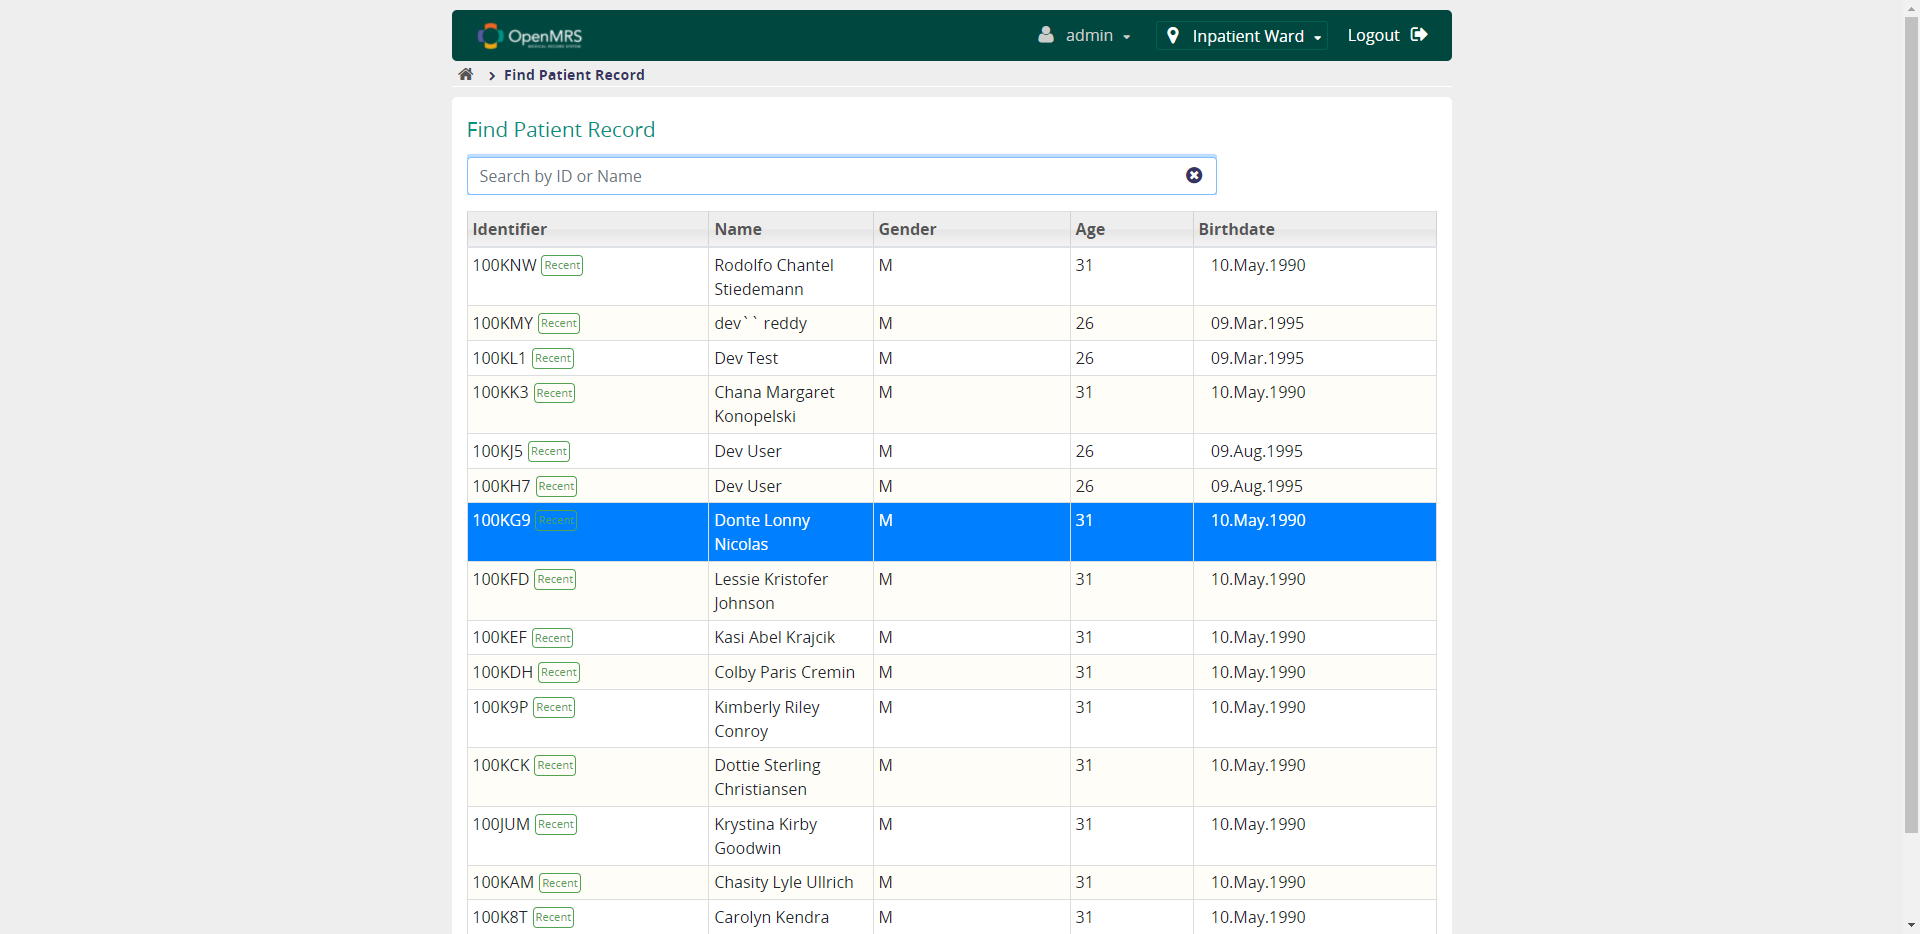 OpenMRS
MEDICAL RECORD SYSTEM
admin
Inpatient Ward
Logout
Find Patient Record
Find Patient Record
Search by ID or Name
Identifier Name Gender Age Birthdate
100KNW Recent Rodolfo Chantel M 31 10.May.1990
Stiedemann
100KMY Recent dev`` reddy M 26 09.Mar.1995
100KL1 Recent Dev Test M 26 09.Mar.1995
100KK3 Recent Chana Margaret M 31 10.May.1990
Konopelski
100KJ5 Recent Dev User M 26 09.Aug.1995
100KH7 Recent Dev User M 26 09.Aug.1995
100KG9 Recent Donte Lonny M 31 10.May.1990
Nicolas
100KFD Recent Lessie Kristofer M 31 10.May.1990
Johnson
100KEF Recent Kasi Abel Krajcik M 31 10.May.1990
100KDH Recent Colby Paris Cremin M 31 10.May.1990
100K9P Recent Kimberly Riley M 31 10.May.1990
Conroy
100KCK Recent Dottie Sterling M 31 10.May.1990
Christiansen
100JUM Recent Krystina Kirby M 31 10.May.1990
Goodwin
100KAM Recent Chasity Lyle Ullrich M 31 10.May.1990
100K8T Recent Carolyn Kendra M 31 10.May.1990